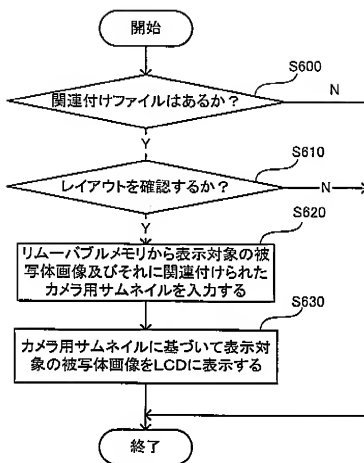 開始
S600
関連付けファイルはあるか?
N
Y
S610
レイアウトを確認するか?
N
Y
S620
リムーバブルメモリから表示対象の被
写体画像及びそれに関連付けられた
カメラ用サムネイルを入力する
S630
カメラ用サムネイルに基づいて表示対
象の被写体画像をLCDに表示する
終了